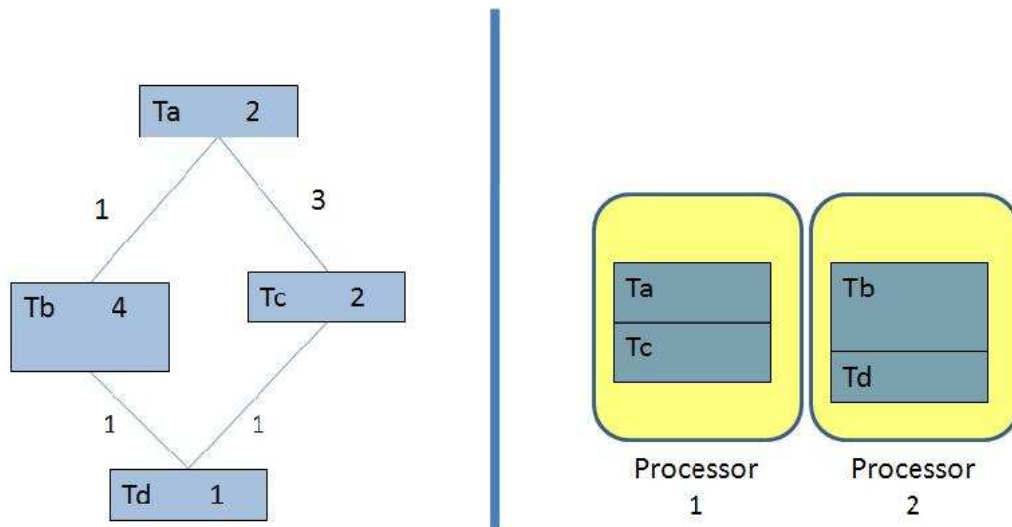 Ta 2
1
3
Tb 4
Tc 2
1
1
Td 1
Ta
Tc
Tb
Td
Processor
1
Processor
2